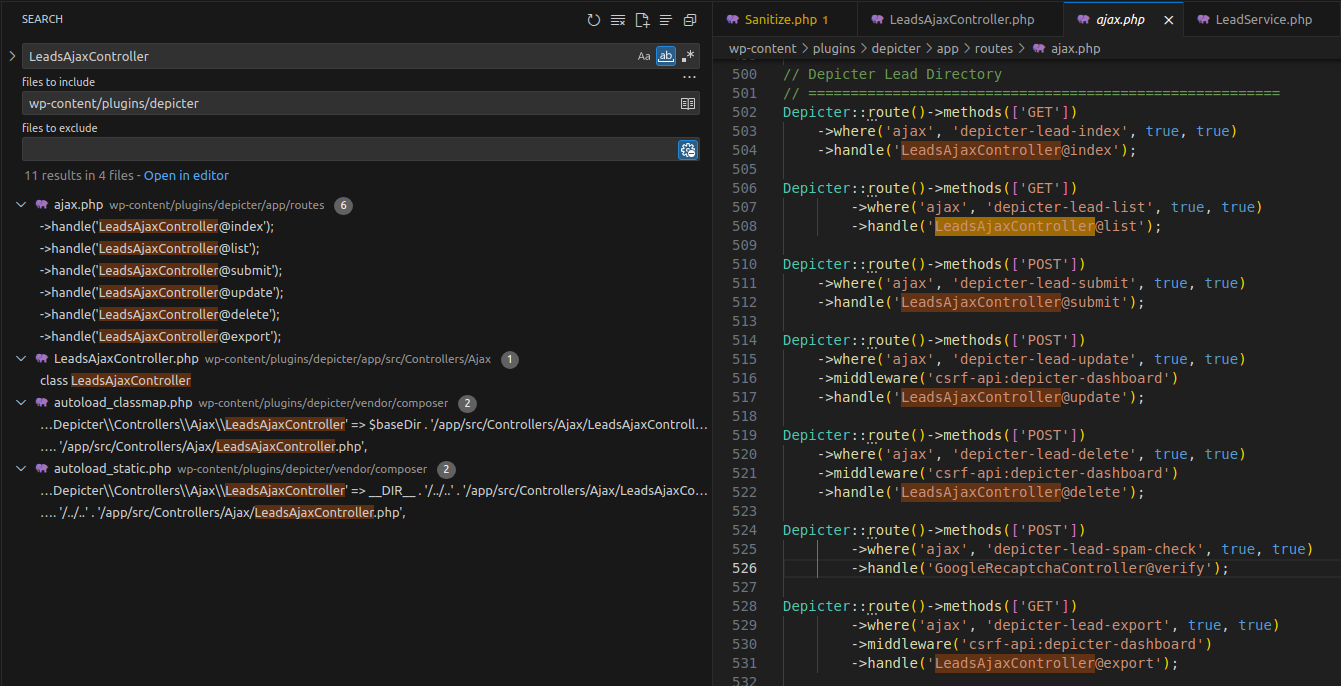 SEARCH
LeadsAjaxController
Aa ab .*
files to include
...
wp-content/plugins/depicter
files to exclude
11 results in 4 files - Open in editor
ajax.php wp-content/plugins/depicter/app/routes 6
->handle('LeadsAjaxController@index');
->handle('LeadsAjaxController@list');
->handle('LeadsAjaxController@submit');
->handle('LeadsAjaxController@update');
->handle('LeadsAjaxController@delete');
->handle('LeadsAjaxController@export');
LeadsAjaxController.php wp-content/plugins/depicter/app/src/Controllers/Ajax 1
class LeadsAjaxController
autoload_classmap.php wp-content/plugins/depicter/vendor/composer 2
…Depicter\\Controllers\\Ajax\\LeadsAjaxController' => $baseDir . '/app/src/Controllers/Ajax/LeadsAjaxControll…
…. '/app/src/Controllers/Ajax/LeadsAjaxController.php',
autoload_static.php wp-content/plugins/depicter/vendor/composer 2
…Depicter\\Controllers\\Ajax\\LeadsAjaxController' => __DIR__ . '/../..' . '/app/src/Controllers/Ajax/LeadsAjaxCo…
…. '/../..' . '/app/src/Controllers/Ajax/LeadsAjaxController.php',
Sanitize.php 1 LeadsAjaxController.php ajax.php LeadService.php
wp-content > plugins > depicter > app > routes > ajax.php
500 // Depicter Lead Directory
501 // ========================================================
502 Depicter::route()->methods(['GET'])
503 ->where('ajax', 'depicter-lead-index', true, true)
504 ->handle('LeadsAjaxController@index');
505
506 Depicter::route()->methods(['GET'])
507 ->where('ajax', 'depicter-lead-list', true, true)
508 ->handle('LeadsAjaxController@list');
509
510 Depicter::route()->methods(['POST'])
511 ->where('ajax', 'depicter-lead-submit', true, true)
512 ->handle('LeadsAjaxController@submit');
513
514 Depicter::route()->methods(['POST'])
515 ->where('ajax', 'depicter-lead-update', true, true)
516 ->middleware('csrf-api:depicter-dashboard')
517 ->handle('LeadsAjaxController@update');
518
519 Depicter::route()->methods(['POST'])
520 ->where('ajax', 'depicter-lead-delete', true, true)
521 ->middleware('csrf-api:depicter-dashboard')
522 ->handle('LeadsAjaxController@delete');
523
524 Depicter::route()->methods(['POST'])
525 ->where('ajax', 'depicter-lead-spam-check', true, true)
526 ->handle('GoogleRecaptchaController@verify');
527
528 Depicter::route()->methods(['GET'])
529 ->where('ajax', 'depicter-lead-export', true, true)
530 ->middleware('csrf-api:depicter-dashboard')
531 ->handle('LeadsAjaxController@export');
532